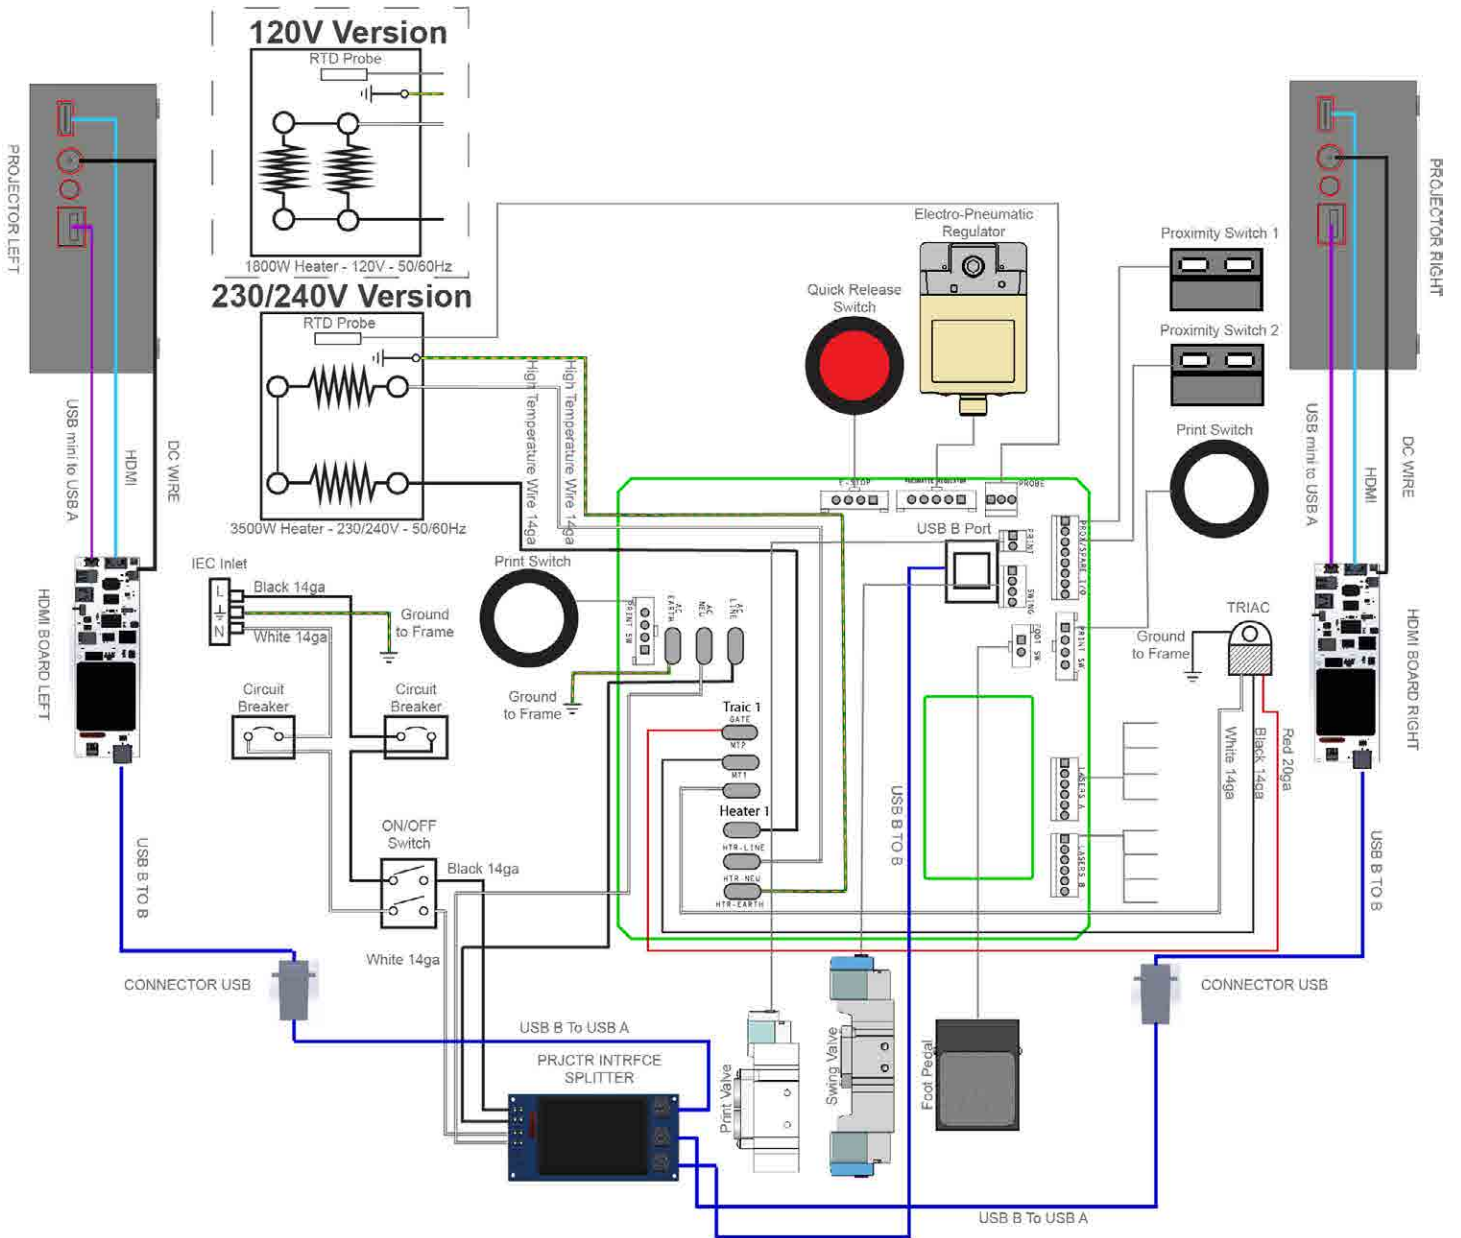 120V Version
RTD Probe
1800W Heater - 120V - 50/60Hz
230/240V Version
RTD Probe
3500W Heater - 230/240V - 50/60Hz
PROJECTOR LEFT
USB mini to USB A
HDMI
DC WIRE
HDMI BOARD LEFT
USB B TO B
CONNECTOR USB
IEC Inlet
L
N
Black 14ga
White 14ga
Ground
to Frame
Circuit
Breaker
Circuit
Breaker
ON/OFF
Switch
Black 14ga
White 14ga
High Temperature Wire 14ga
High Temperature Wire 14ga
Print Switch
Ground
to Frame
Quick Release
Switch
Electro-Pneumatic
Regulator
Proximity Switch 1
Proximity Switch 2
Print Switch
E-STOP
PNEUMATIC REGULATOR
PROBE
USB B Port
PRINT
SWING
PROX/SPARE I/O
FOOT SW.
PRINT SW.
PRINT SW.
AC
EARTH
AC
NEU
AC
LINE
Traic 1
GATE
MT2
MT1
Heater 1
HTR-LINE
HTR-NEU
HTR-EARTH
LASERS A
LASERS B
TRIAC
Ground
to Frame
White 14ga
Black 14ga
Red 20ga
PROJECTOR RIGHT
USB mini to USB A
HDMI
DC WIRE
HDMI BOARD RIGHT
USB B TO B
CONNECTOR USB
USB B TO B
USB B To USB A
PRJCTR INTRFCE
SPLITTER
Print Valve
Swing Valve
Foot Pedal
USB B To USB A